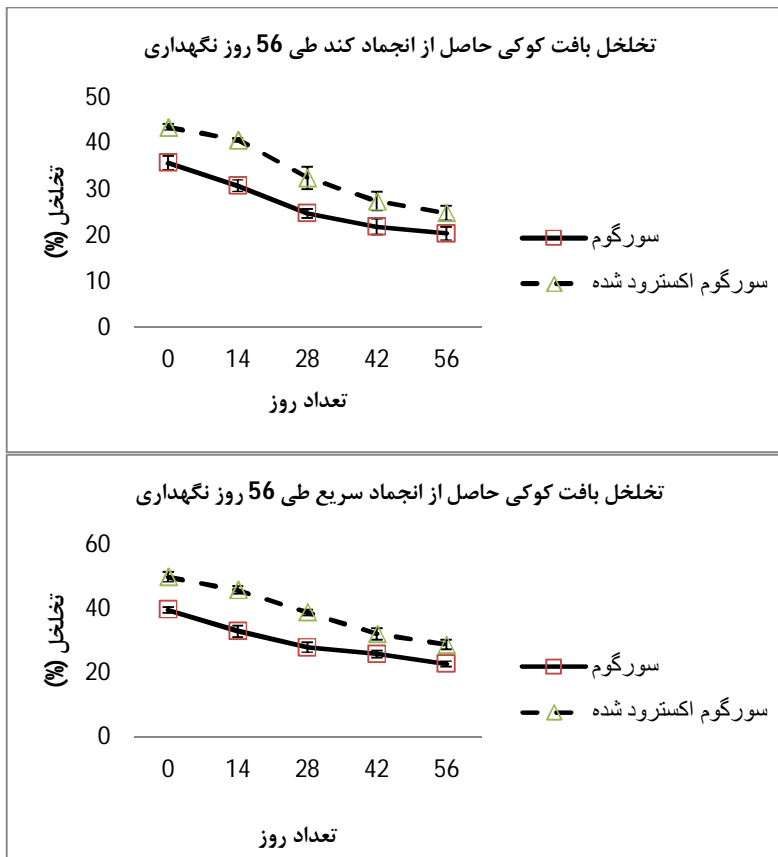 تخلخل بافت کوکی حاصل از انجماد کند طی 56 روز نگهداری
50
40
30
20
10
0
تخلخل (%)
0 14 28 42 56
تعداد روز
سورگوم
سورگوم اکسترود شده
تخلخل بافت کوکی حاصل از انجماد سریع طی 56 روز نگهداری
60
40
20
0
تخلخل (%)
0 14 28 42 56
تعداد روز
سورگوم
سورگوم اکسترود شده